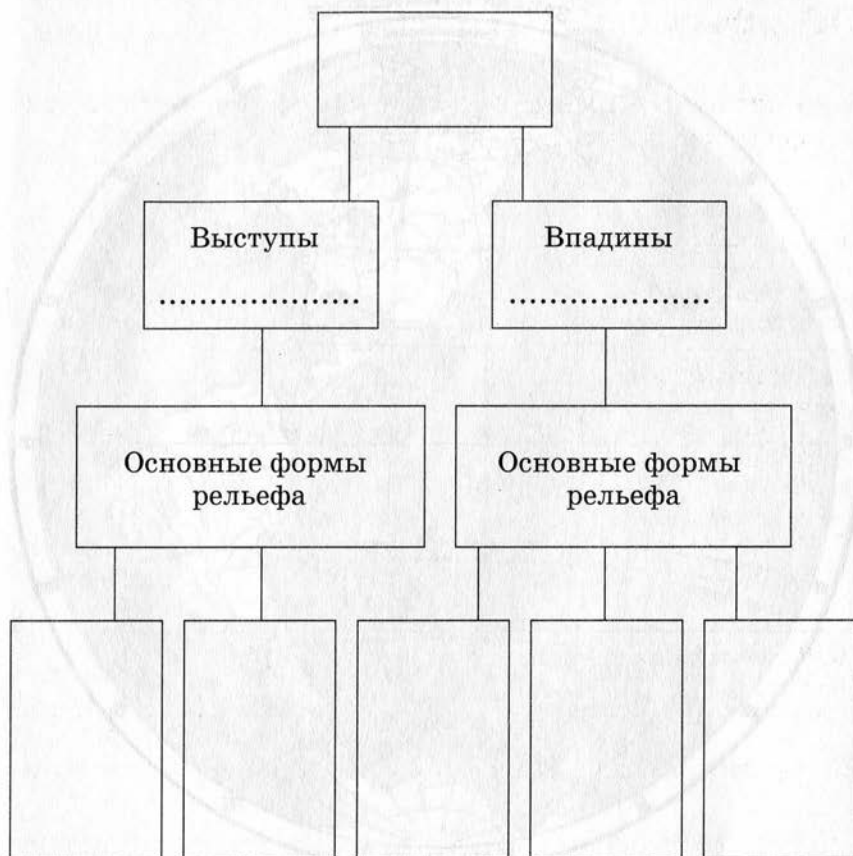 Выступы
....................
Впадины
....................
Основные формы
рельефа
Основные формы
рельефа